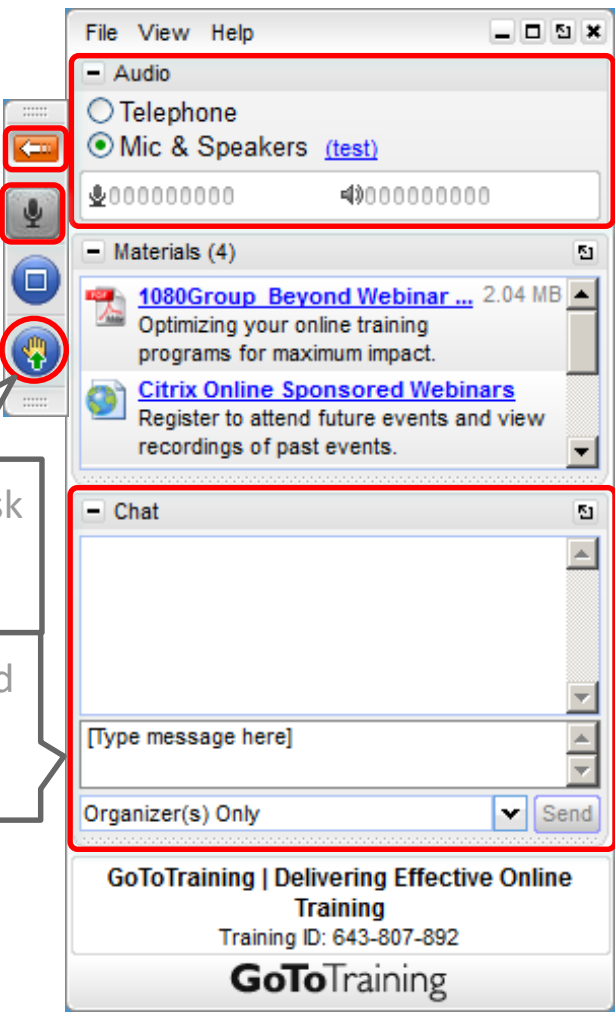 File View Help
Audio
Telephone
Mic & Speakers (test)
000000000 000000000
Materials (4)
1080Group Beyond Webinar ... 2.04 MB
Optimizing your online training
programs for maximum impact.
Citrix Online Sponsored Webinars
Register to attend future events and view
recordings of past events.
Chat
[Type message here]
Organizer(s) Only Send
GoToTraining | Delivering Effective Online
Training
Training ID: 643-807-892
GoToTraining